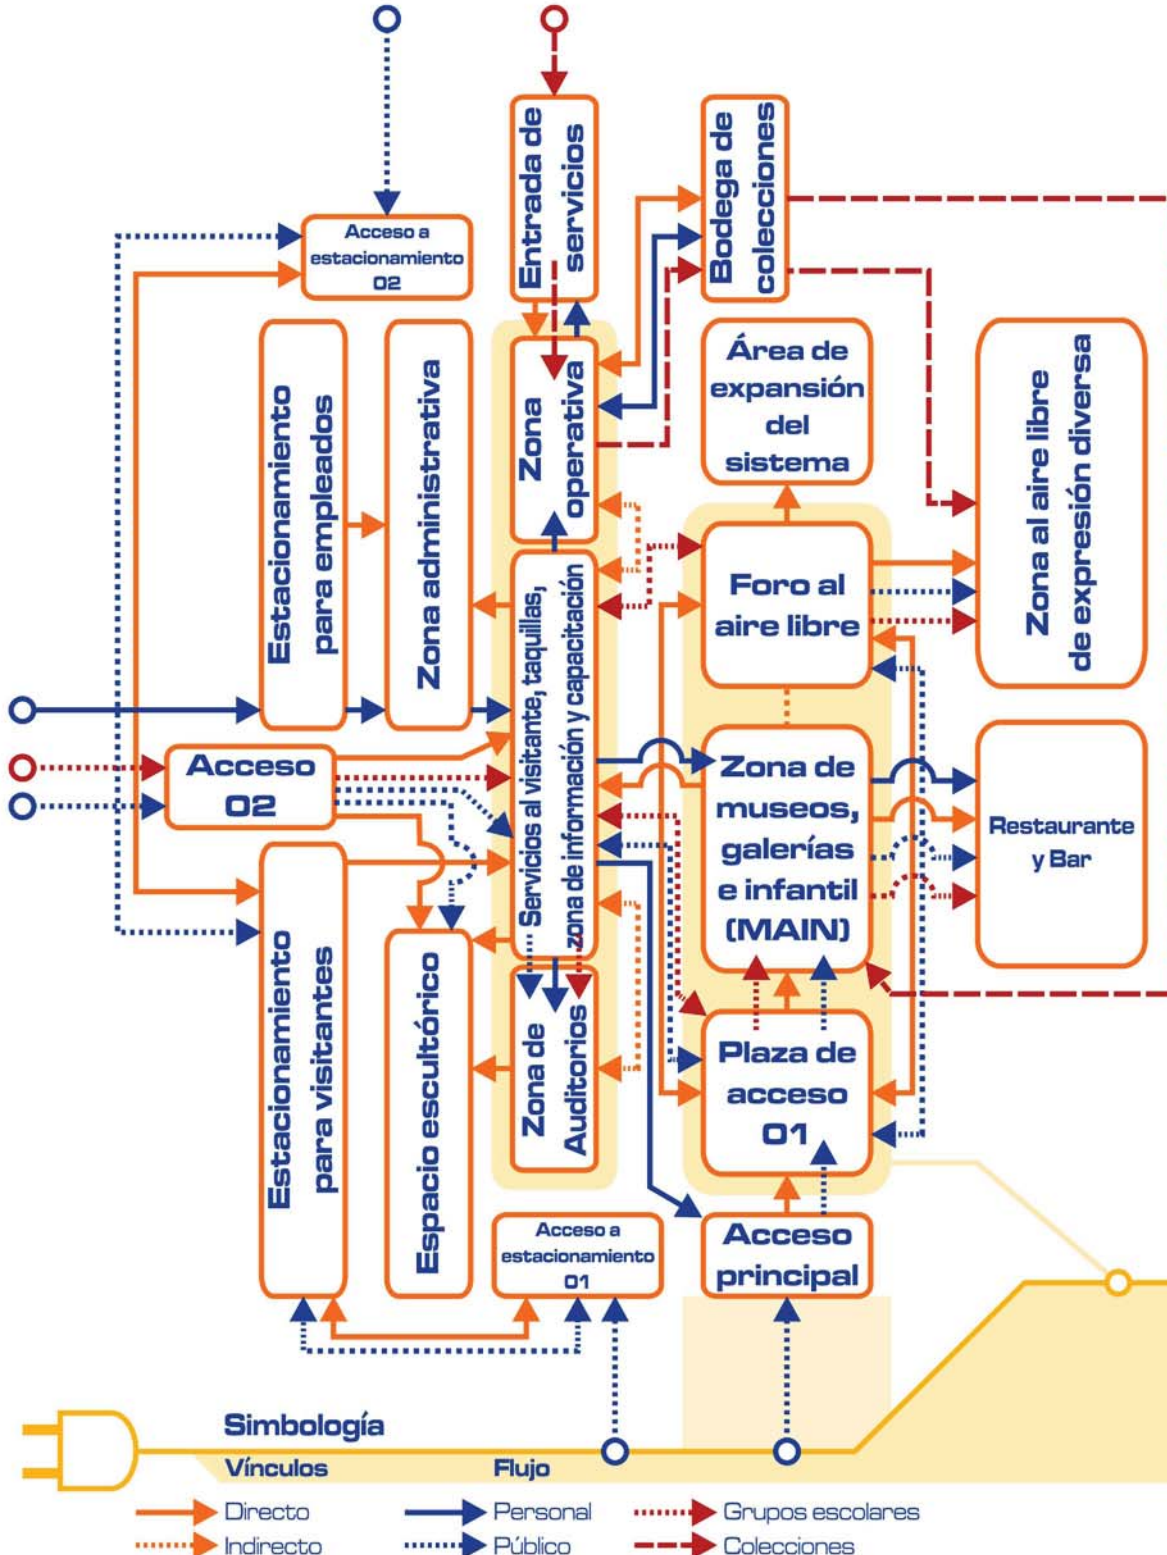 Entrada de
servicios
Bodega de
colecciones
Acceso a
estacionamiento
02
Estacionamiento
para empleados
Zona administrativa
Zona
operativa
Área de
expansión
del
sistema
Zona al aire libre
de expresión diversa
Foro al
aire libre
Servicios al visitante, taquillas,
zona de información y capacitación
Acceso
02
Zona de
museos,
galerías
e infantil
(MAIN)
Restaurante
y Bar
Estacionamiento
para visitantes
Espacio escultórico
Zona de
Auditorios
Plaza de
acceso
01
Acceso a
estacionamiento
01
Acceso
principal
Simbología
Vínculos
Flujo
Directo
Personal
Grupos escolares
Indirecto
Público
Colecciones